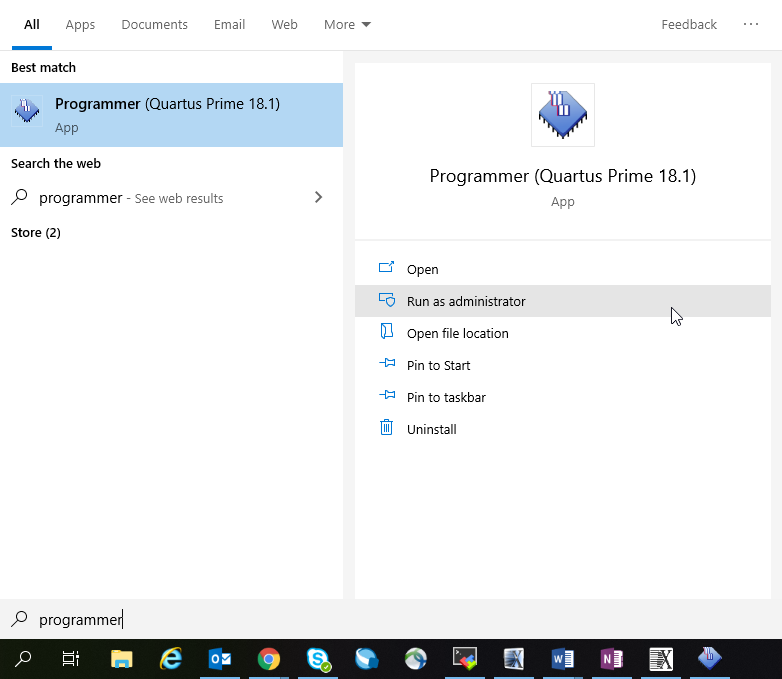 All Apps Documents Email Web More Feedback ...
Best match
Programmer (Quartus Prime 18.1)
App
Search the web
programmer - See web results
Store (2)
Programmer (Quartus Prime 18.1)
App
Open
Run as administrator
Open file location
Pin to Start
Pin to taskbar
Uninstall
programmer